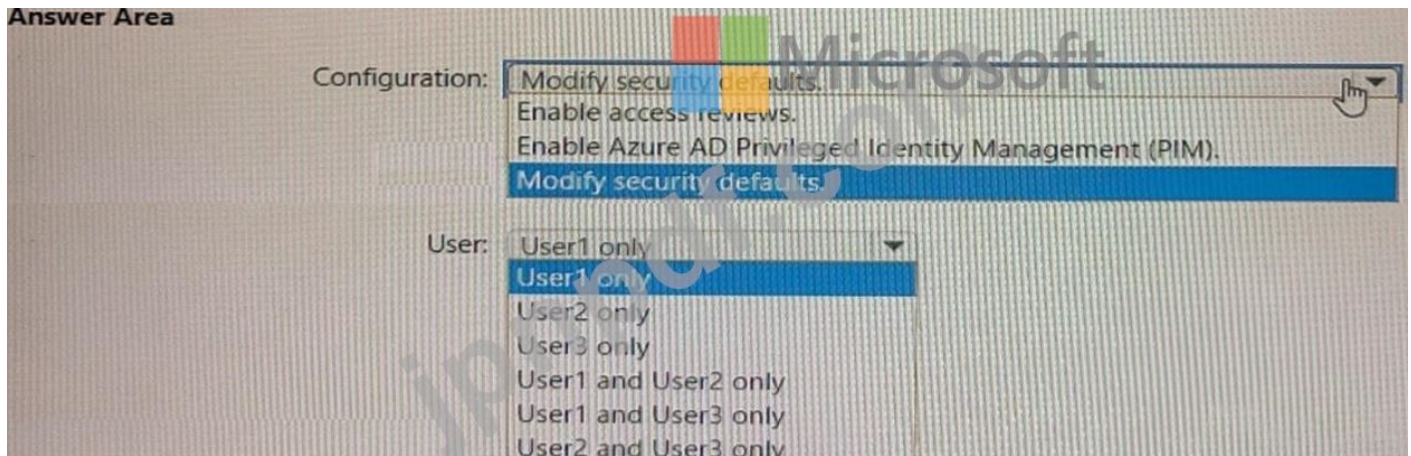 Answer Area
Microsoft
Configuration: Modify security defaults.
Enable access reviews.
Enable Azure AD Privileged Identity Management (PIM).
Modify security defaults.
User: User1 only
User1 only
User2 only
User3 only
User1 and User2 only
User1 and User3 only
User2 and User3 only